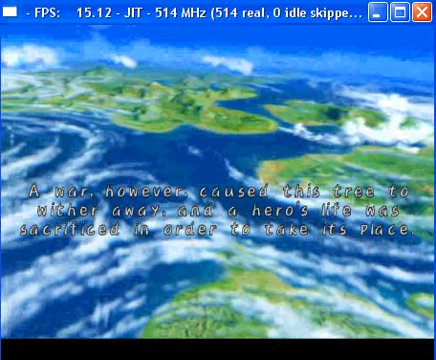 - FPS: 15.12 - JIT - 514 MHz (514 real, 0 idle skippe...
A war, however, caused this tree to
wither away, and a hero's life was
sacrificed in order to take its place.